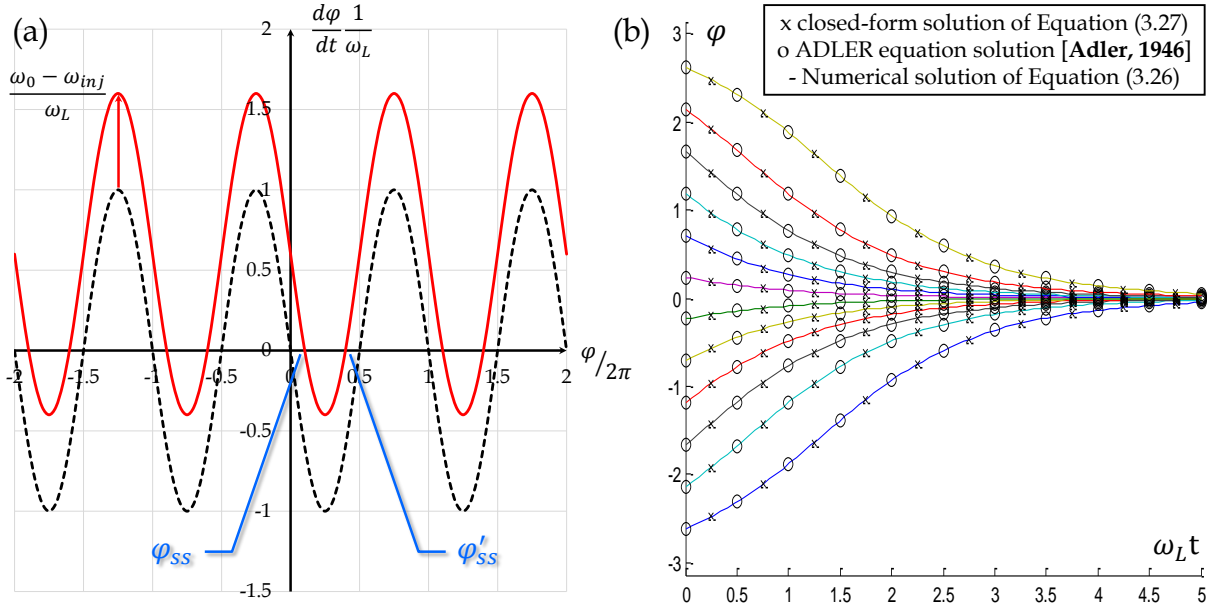 (a)
dφ/dt 1/ω_L
2
1.5
1
0.5
0
-0.5
-1
-1.5
ω₀ − ω_inj
ω_L
-2
-1.5
-1
-0.5
0
0.5
1
1.5
2
φ/2π
φ_ss
φ′_ss
(b)
φ
x closed-form solution of Equation (3.27)
o ADLER equation solution [Adler, 1946]
- Numerical solution of Equation (3.26)
3
2
1
0
-1
-2
-3
ω_L t
0
0.5
1
1.5
2
2.5
3
3.5
4
4.5
5